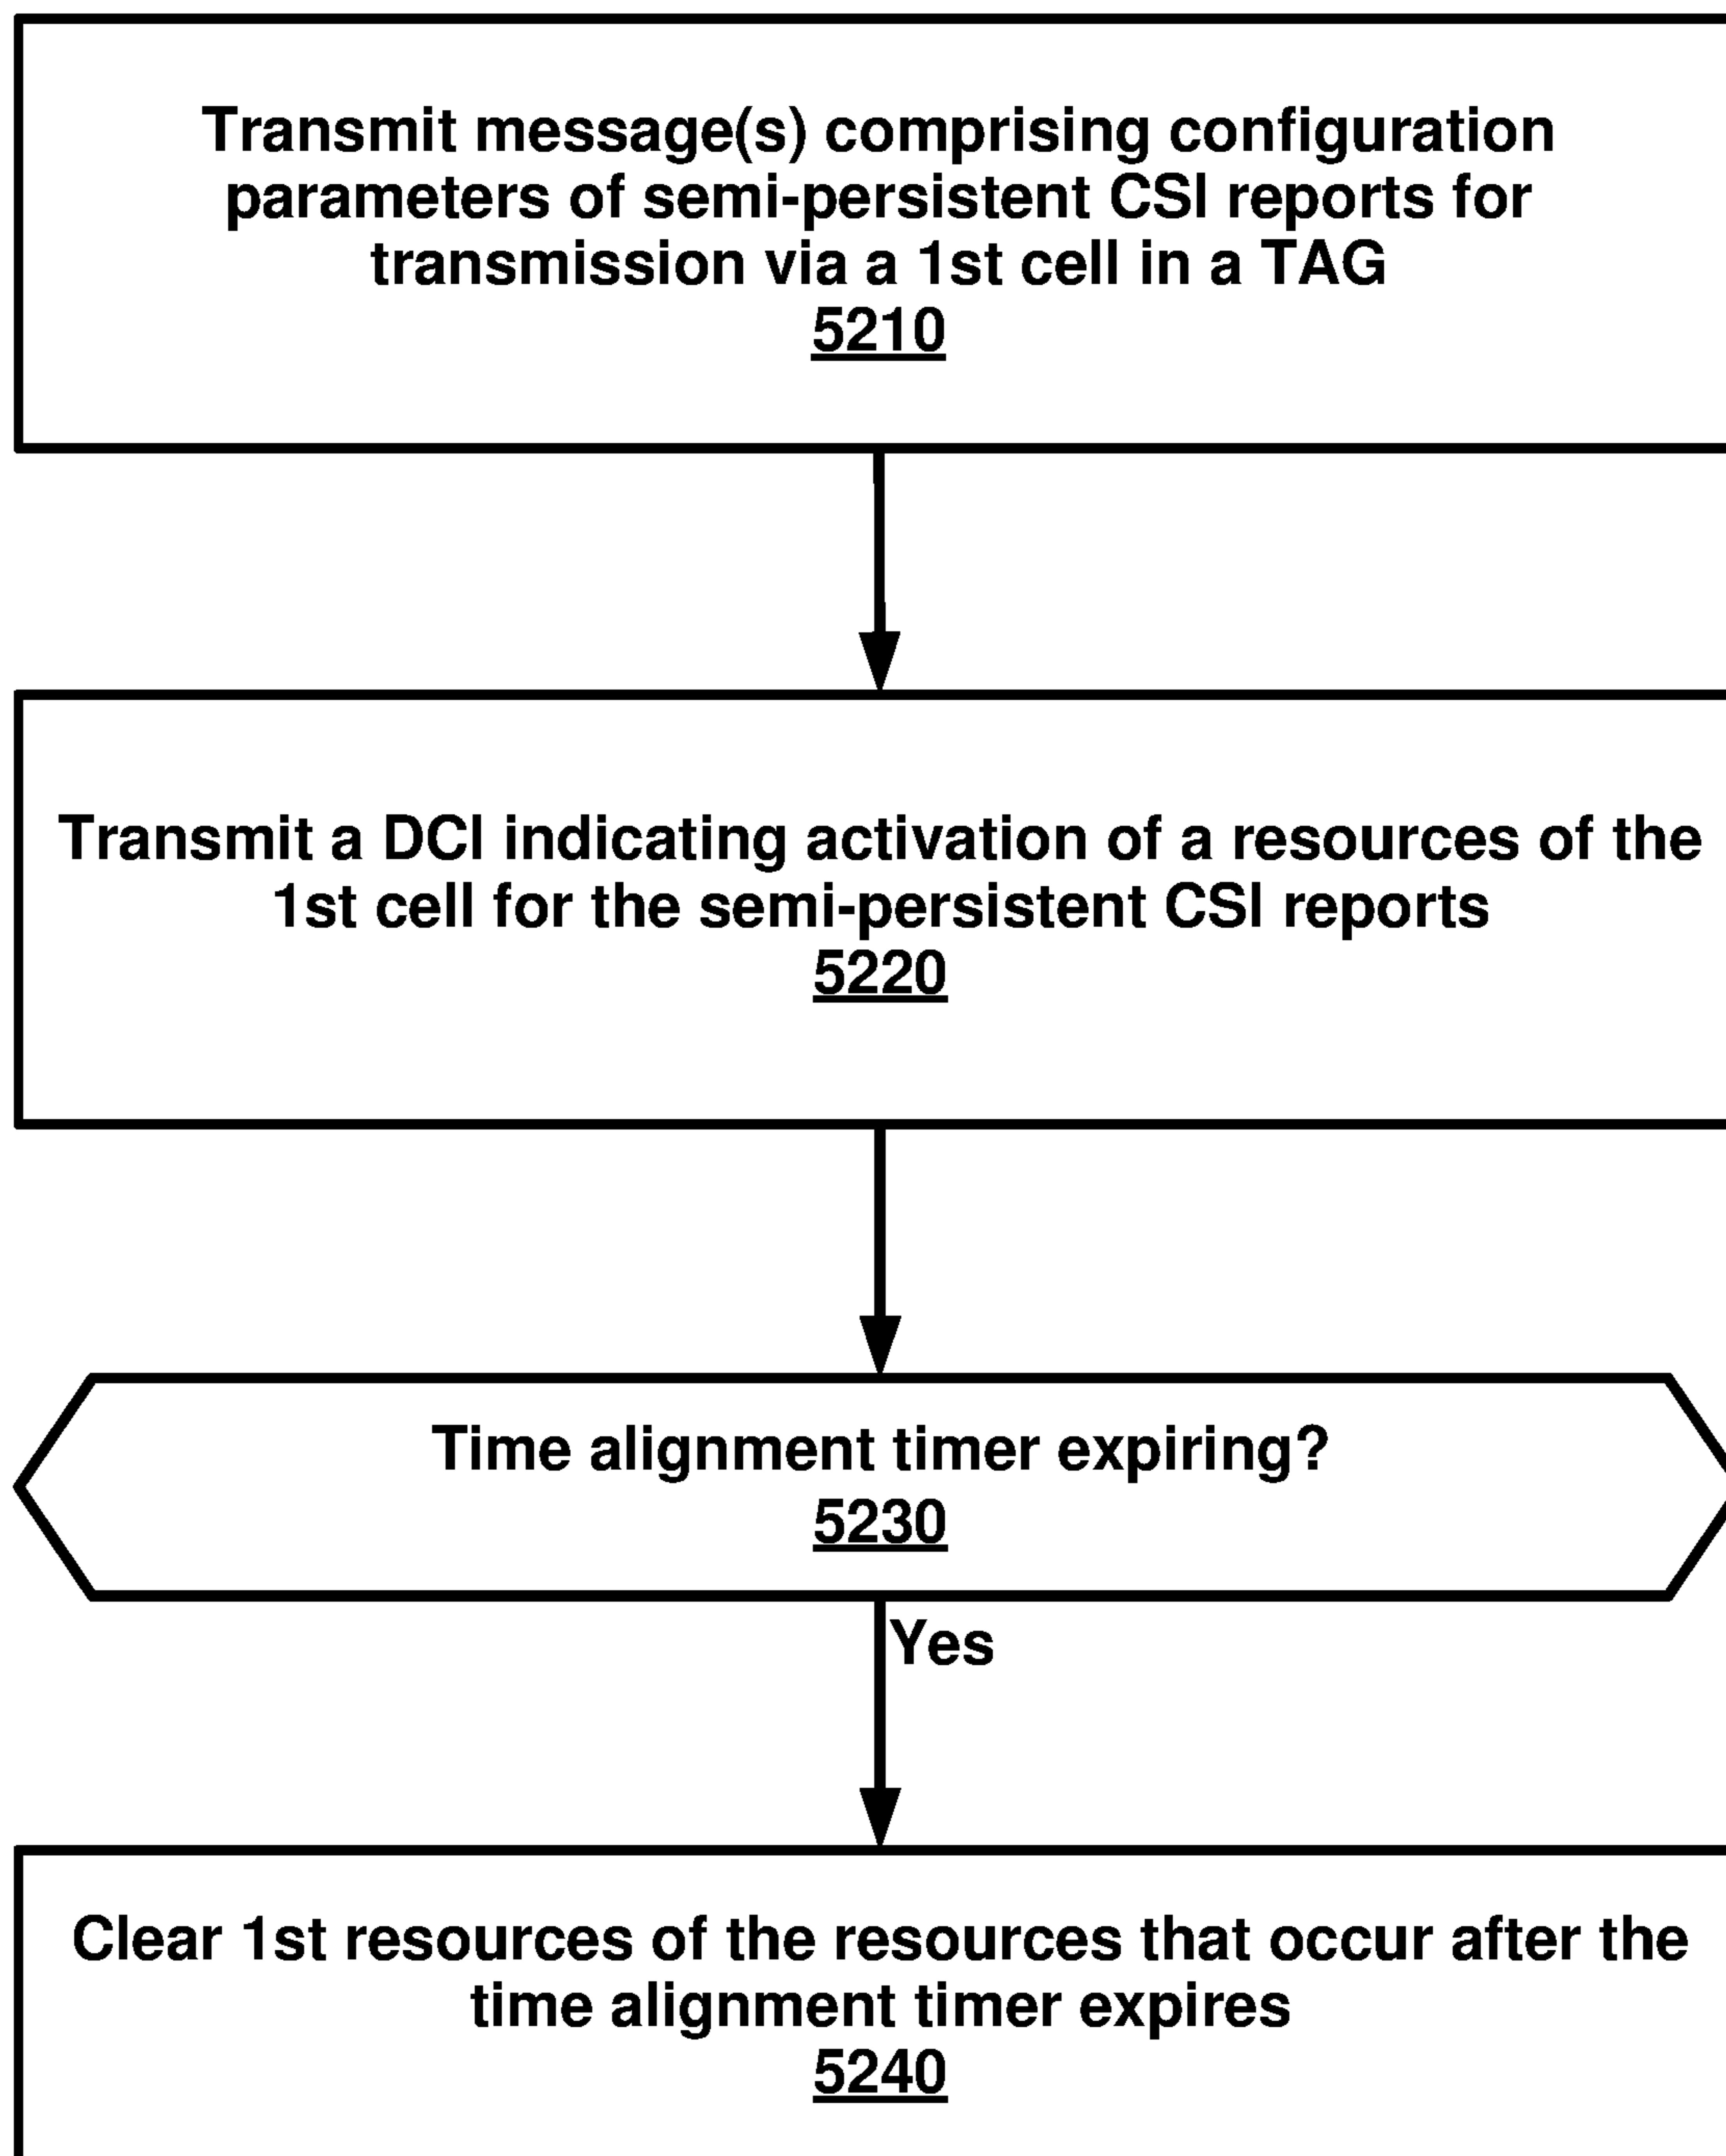 Transmit message(s) comprising configuration
parameters of semi-persistent CSI reports for
transmission via a 1st cell in a TAG
5210
Transmit a DCI indicating activation of a resources of the
1st cell for the semi-persistent CSI reports
5220
Time alignment timer expiring?
5230
Yes
Clear 1st resources of the resources that occur after the
time alignment timer expires
5240